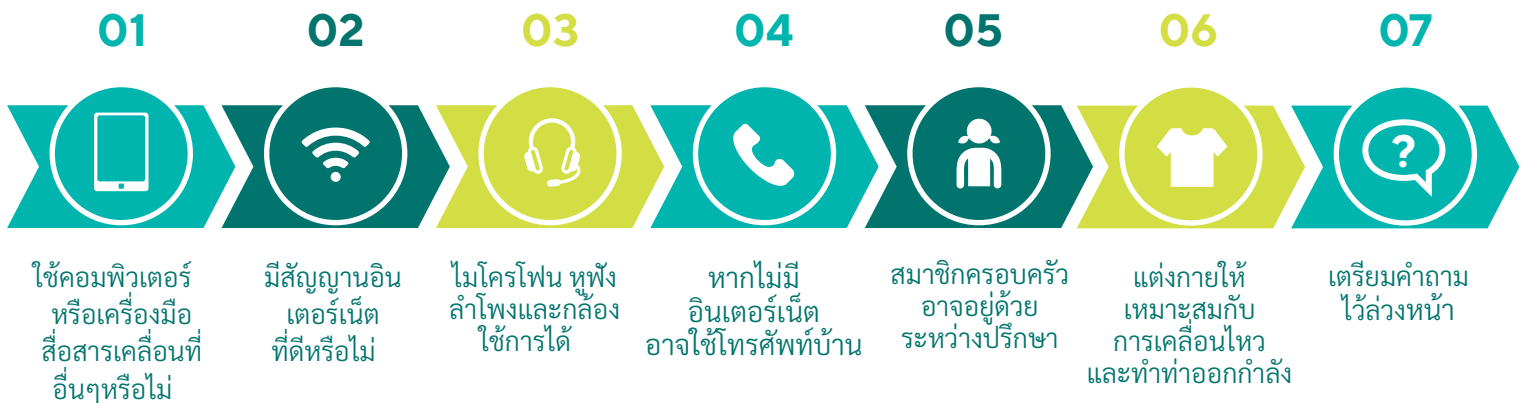 01
02
03
04
05
06
07
?
ใช้คอมพิวเตอร์
หรือเครื่องมือ
สื่อสารเคลื่อนที่
อื่นๆหรือไม่
มีสัญญานอิน
เตอร์เน็ต
ที่ดีหรือไม่
ไมโครโฟน หูฟัง
ลำโพงและกล้อง
ใช้การได้
หากไม่มี
อินเตอร์เน็ต
อาจใช้โทรศัพท์บ้าน
สมาชิกครอบครัว
อาจอยู่ด้วย
ระหว่างปรึกษา
แต่งกายให้
เหมาะสมกับ
การเคลื่อนไหว
และทำท่าออกกำลัง
เตรียมคำถาม
ไว้ล่วงหน้า